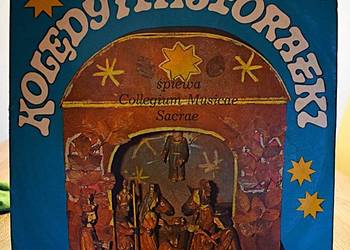 KOLĘDY I PASTORAŁKI
śpiewa
Collegium Musicae
Sacrae